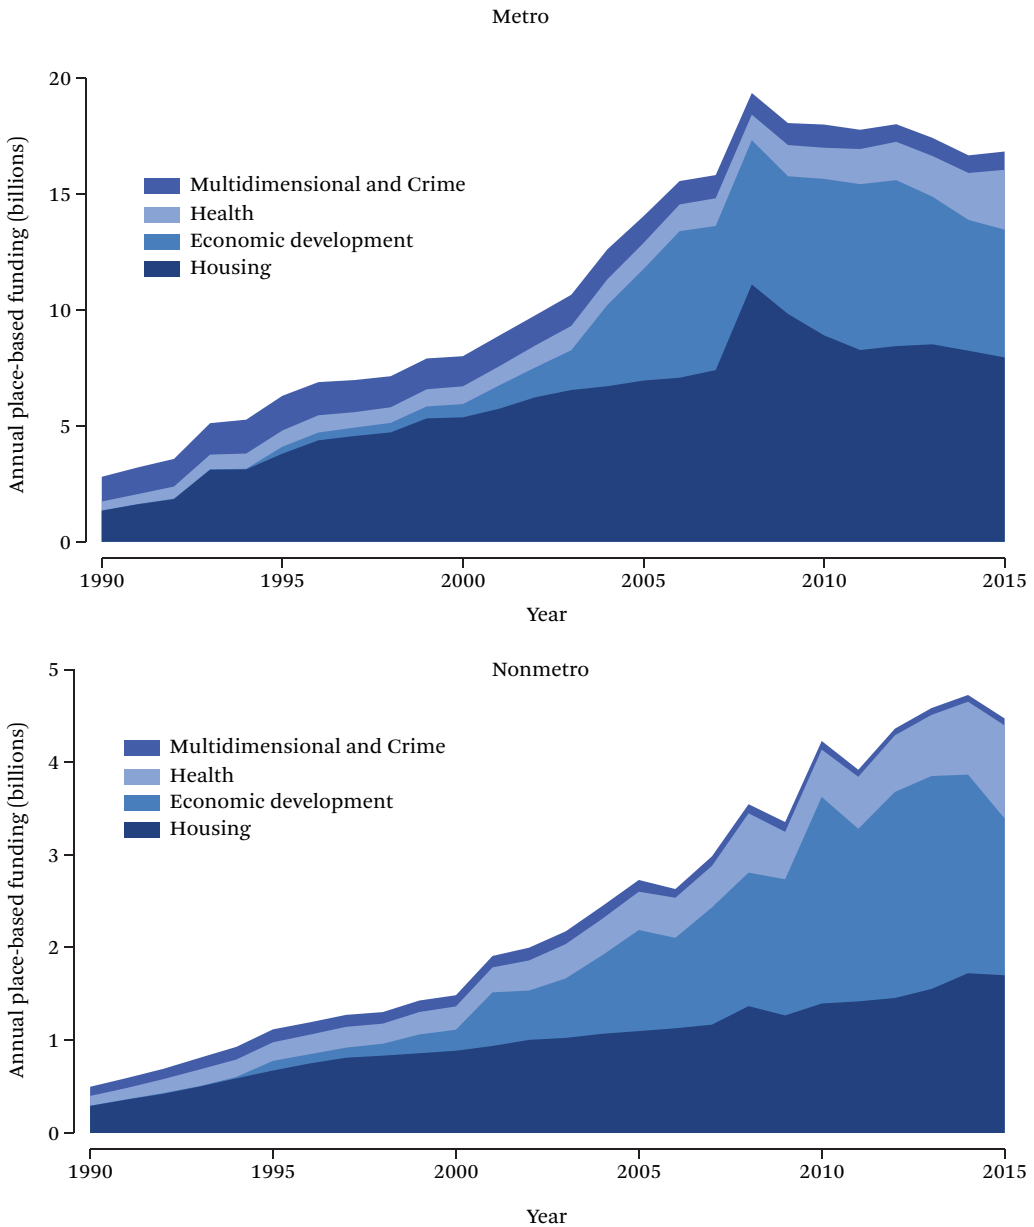 Metro
Annual place-based funding (billions)
20
15
10
5
0
Multidimensional and Crime
Health
Economic development
Housing
1990 1995 2000 2005 2010 2015
Year
Nonmetro
Annual place-based funding (billions)
5
4
3
2
1
0
Multidimensional and Crime
Health
Economic development
Housing
1990 1995 2000 2005 2010 2015
Year